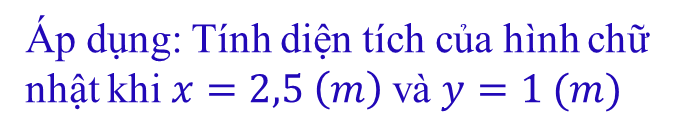 Áp dụng: Tính diện tích của hình chữ
nhật khi x = 2,5 (m) và y = 1 (m)